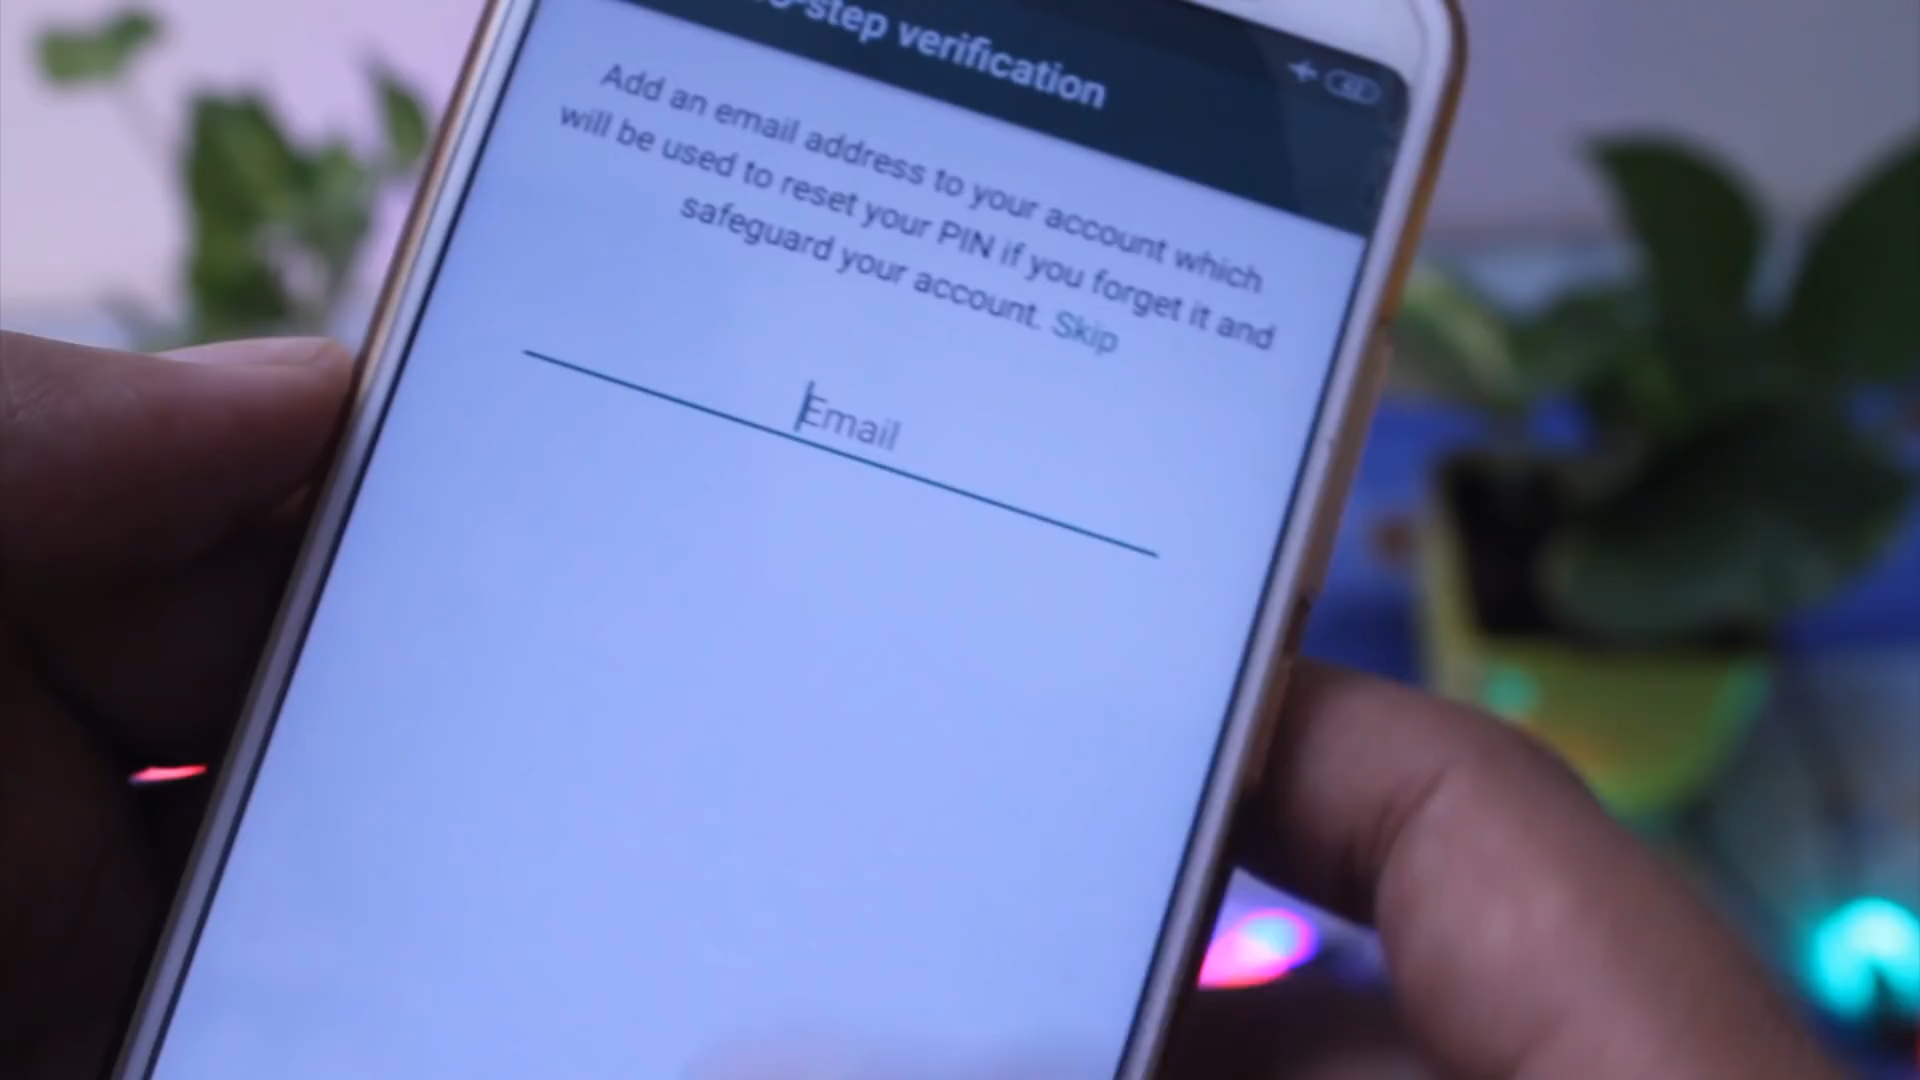 step verification
Add an email address to your account which
will be used to reset your PIN if you forget it and
safeguard your account. Skip
Email